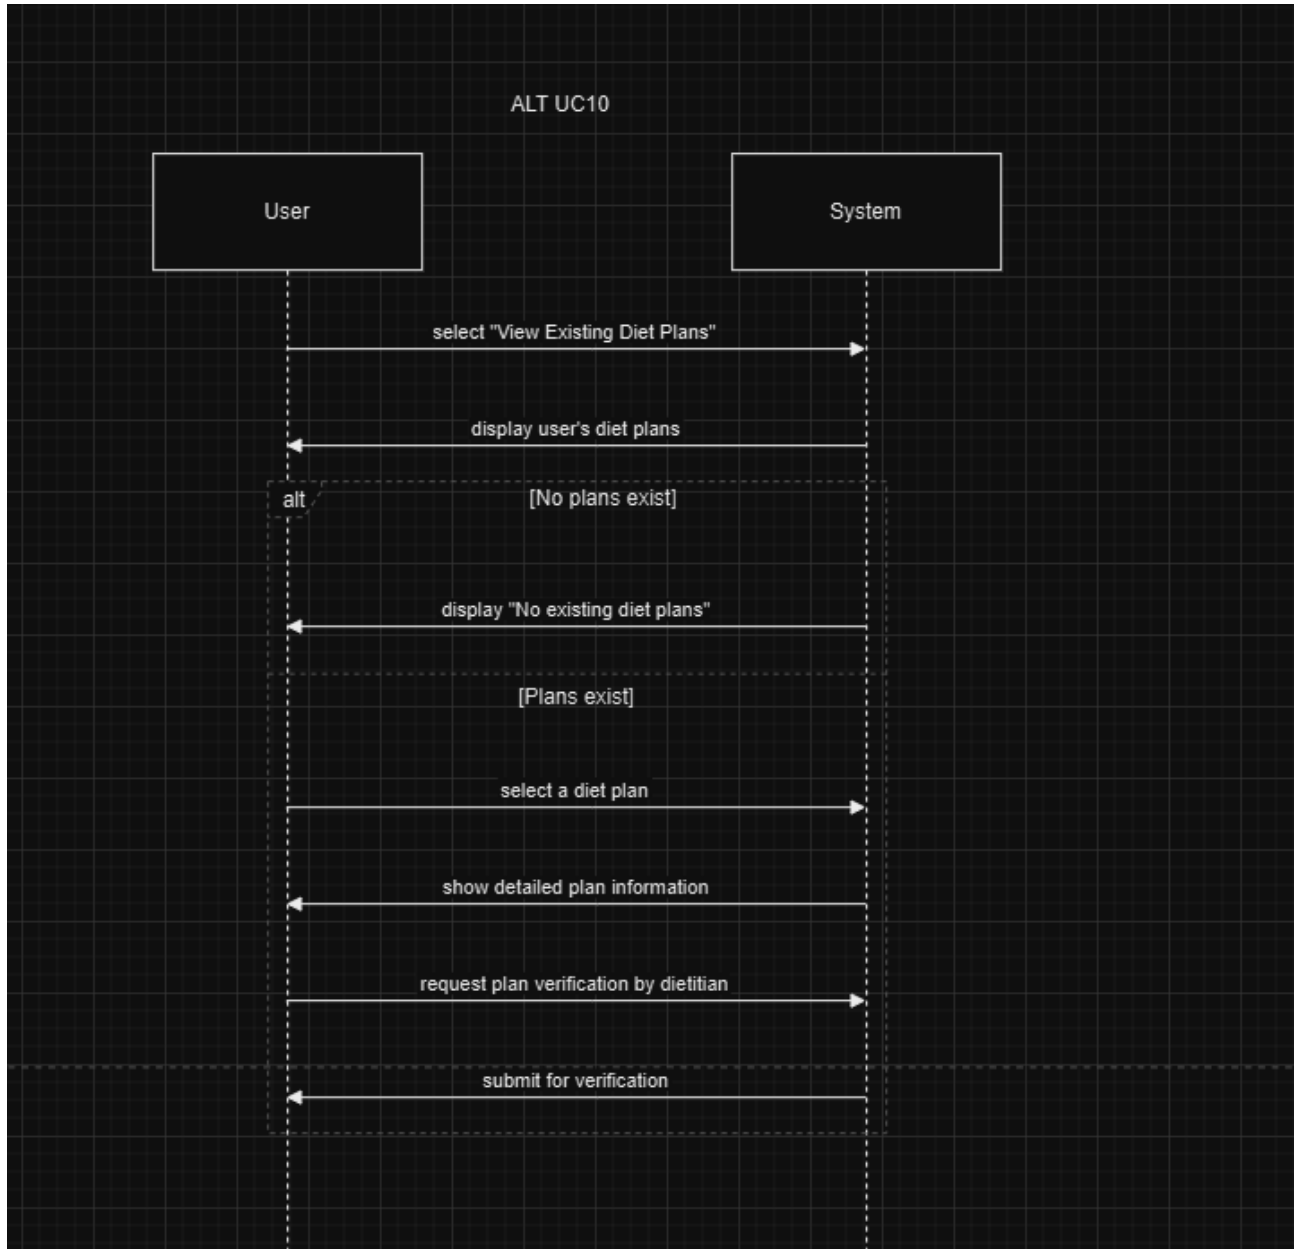 ALT UC10
User
System
select "View Existing Diet Plans"
display user's diet plans
alt
[No plans exist]
display "No existing diet plans"
[Plans exist]
select a diet plan
show detailed plan information
request plan verification by dietitian
submit for verification